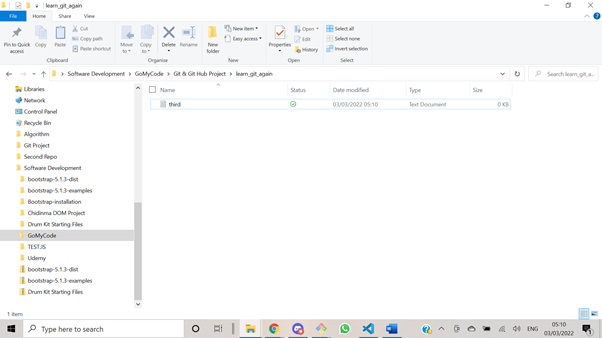 learn_git_again
File Home Share View
Pin to Quick access
Copy
Paste
Cut
Copy path
Paste shortcut
Clipboard
Move to
Copy to
Delete
Rename
Organise
New folder
New item
Easy access
New
Properties
Open
Edit
History
Open
Select all
Select none
Invert selection
Select
Software Development > GoMyCode > Git & Git Hub Project > learn_git_again
Search learn_git_a...
Libraries
Network
Control Panel
Recycle Bin
Algorithm
Git Project
Second Repo
Software Development
bootstrap-5.1.3-dist
bootstrap-5.1.3-examples
Bootstrap-installation
Chidinma DOM Project
Drum Kit Starting Files
GoMyCode
TEST.JS
Udemy
bootstrap-5.1.3-dist
bootstrap-5.1.3-examples
Drum Kit Starting Files
Name Status Date modified Type Size
third 03/03/2022 05:10 Text Document 0 KB
1 item
Type here to search
ENG
05:10
03/03/2022